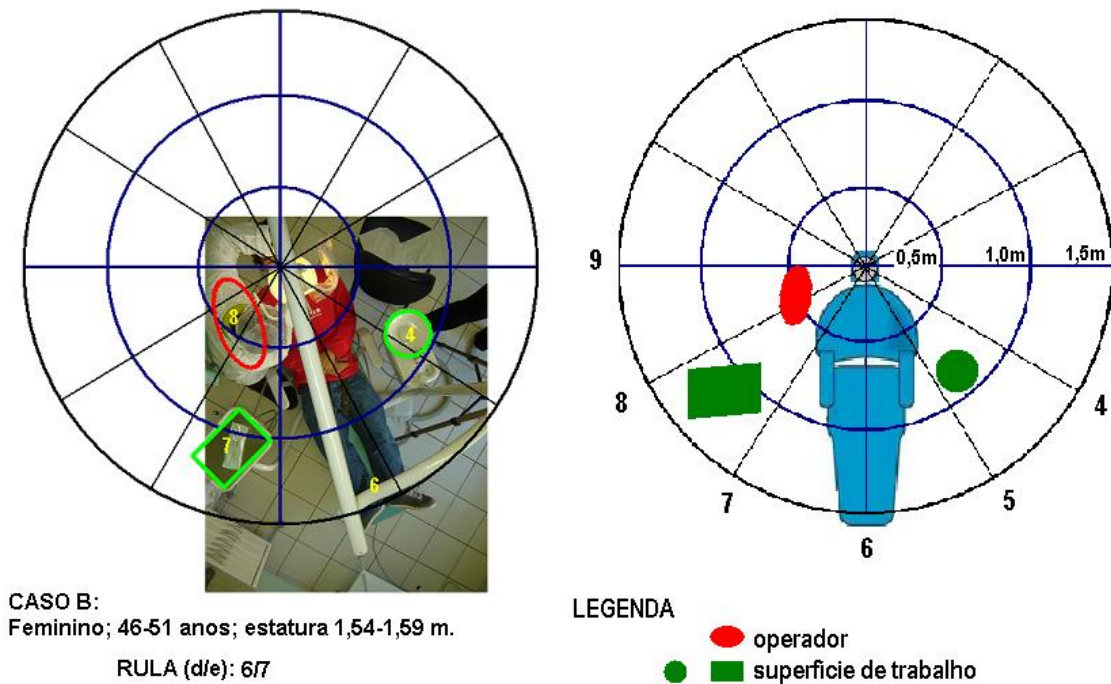 8
4
7
6
9
0,5m
1,0m
1,5m
8
4
7
5
6
CASO B:
Feminino; 46-51 anos; estatura 1,54-1,59 m.
RULA (d/e): 6/7
LEGENDA
operador
superfície de trabalho